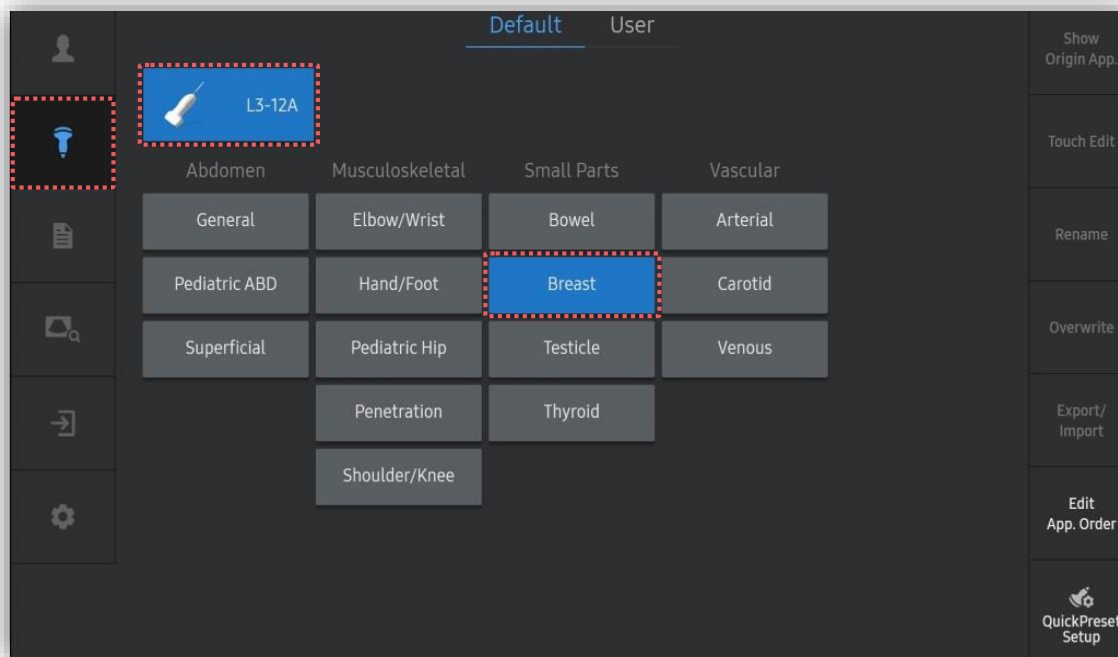 Default
User
L3-12A
Abdomen
Musculoskeletal
Small Parts
Vascular
General
Elbow/Wrist
Bowel
Arterial
Pediatric ABD
Hand/Foot
Breast
Carotid
Superficial
Pediatric Hip
Testicle
Venous
Penetration
Thyroid
Shoulder/Knee
Show
Origin App.
Touch Edit
Rename
Overwrite
Export/
Import
Edit
App. Order
QuickPreset
Setup